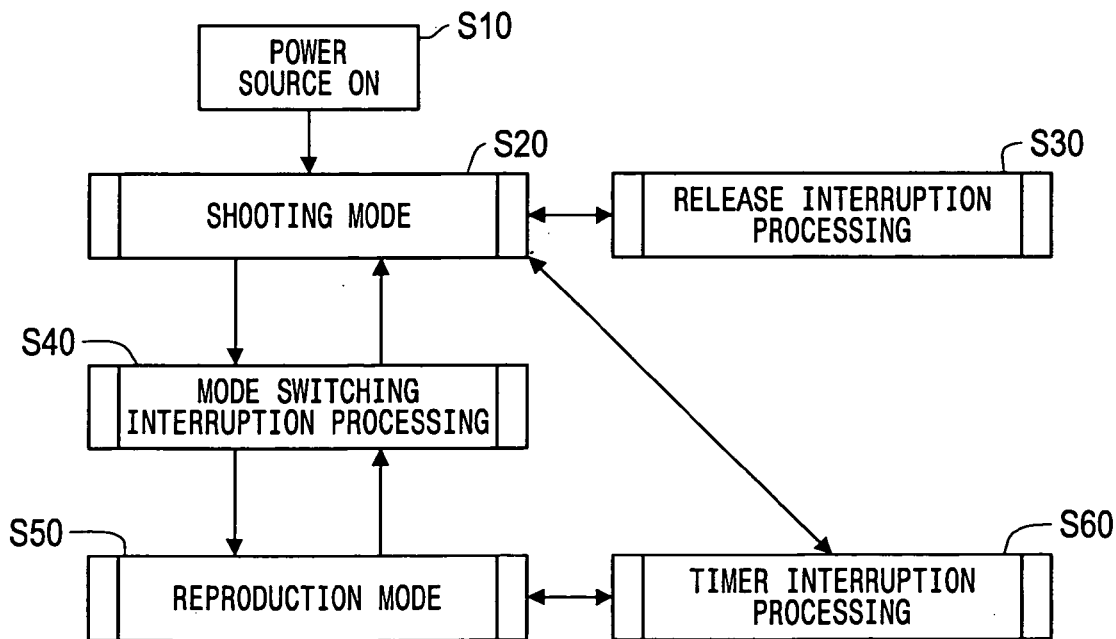 S10
POWER
SOURCE ON
S20
SHOOTING MODE
S30
RELEASE INTERRUPTION
PROCESSING
S40
MODE SWITCHING
INTERRUPTION PROCESSING
S50
REPRODUCTION MODE
S60
TIMER INTERRUPTION
PROCESSING